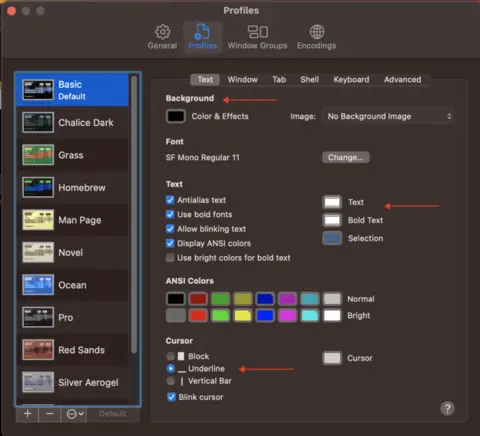 Profiles
General
Profiles
Window Groups
Encodings
Text
Window
Tab
Shell
Keyboard
Advanced
Basic
Default
Chalice Dark
Grass
Homebrew
Man Page
Novel
Ocean
Pro
Red Sands
Silver Aerogel
+ − Default
Background
Color & Effects
Image: No Background Image
Font
SF Mono Regular 11
Change...
Text
Antialias text
Use bold fonts
Allow blinking text
Display ANSI colors
Use bright colors for bold text
Text
Bold Text
Selection
ANSI Colors
Normal
Bright
Cursor
Block
Underline
Vertical Bar
Blink cursor
Cursor
?